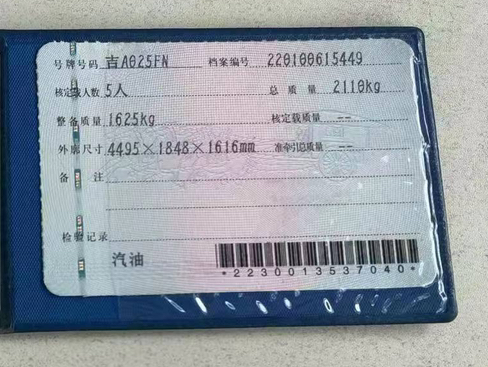 号牌号码 吉A025FN 档案编号 220100615449
核定载人数 5人 总质量 2110kg
整备质量 1625kg 核定载质量 --
外廓尺寸 4495×1848×1616mm 准牵引总质量 --
备注
检验记录
汽油
*2230013537040*